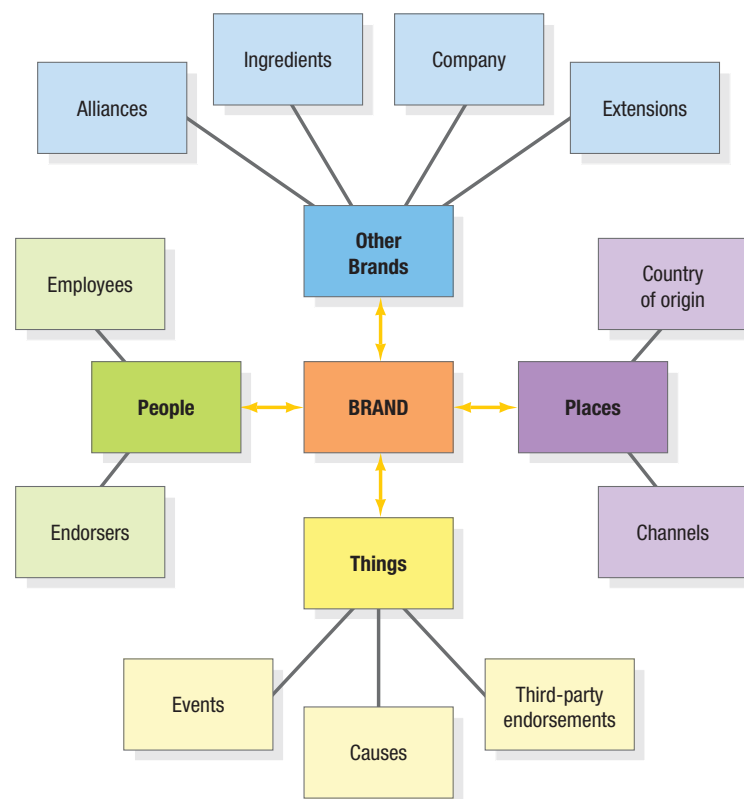 Ingredients
Company
Alliances
Extensions
Other
Brands
Employees
Country
of origin
People
BRAND
Places
Endorsers
Channels
Things
Events
Causes
Third-party
endorsements